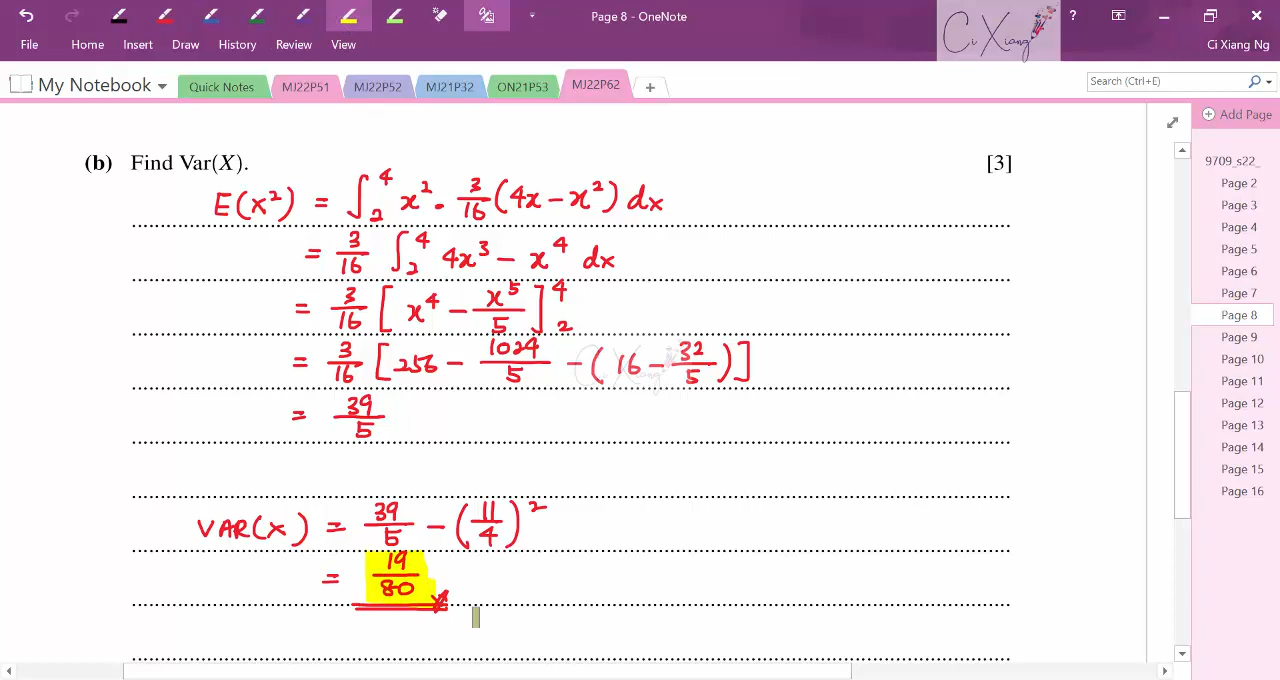 Page 8 - OneNote
Ci Xiang
?
File Home Insert Draw History Review View
Ci Xiang Ng
My Notebook Quick Notes MJ22P51 MJ22P52 MJ21P32 ON21P53 MJ22P62
Search (Ctrl+E)
Add Page
9709_s22_
Page 2
Page 3
Page 4
Page 5
Page 6
Page 7
Page 8
Page 9
Page 10
Page 11
Page 12
Page 13
Page 14
Page 15
Page 16
(b) Find Var(X). [3]
E(X²) = ∫₂⁴ x² · 3/16 (4x − x²) dx
= 3/16 ∫₂⁴ 4x³ − x⁴ dx
= 3/16 [x⁴ − x⁵/5]₂⁴
= 3/16 [256 − 1024/5 − (16 − 32/5)]
Ci Xiang
= 39/5
VAR(X) = 39/5 − (11/4)²
= 19/80